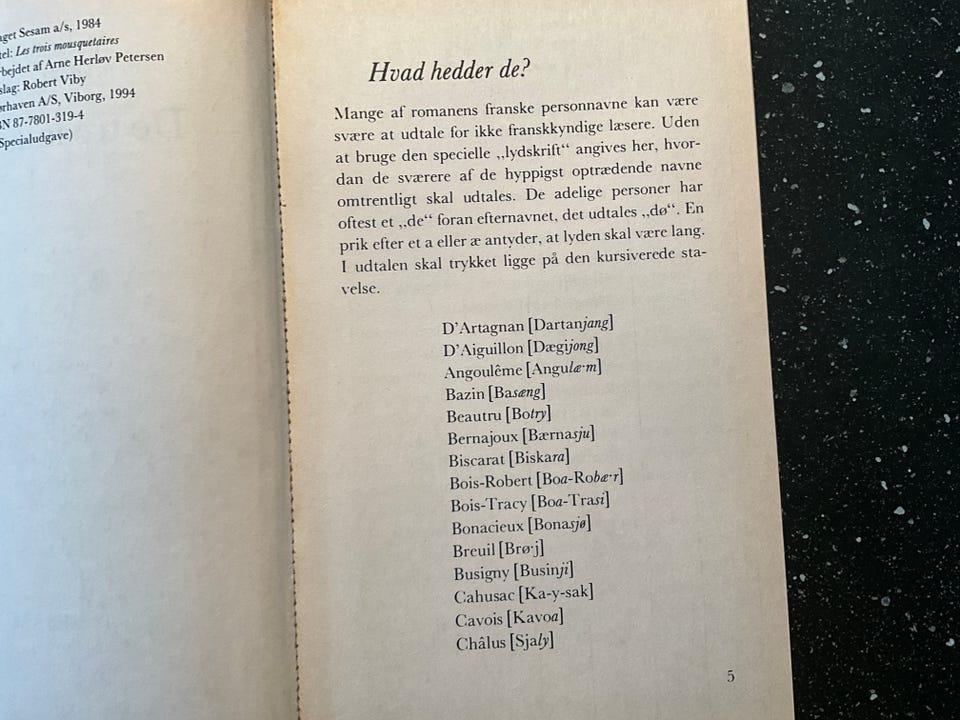 aget Sesam a/s, 1984
tel: Les trois mousquetaires
bejdet af Arne Herløv Petersen
slag: Robert Viby
ørhaven A/S, Viborg, 1994
BN 87-7801-319-4
Specialudgave)
Hvad hedder de?
Mange af romanens franske personnavne kan være
svære at udtale for ikke franskkyndige læsere. Uden
at bruge den specielle „lydskrift“ angives her, hvor-
dan de sværere af de hyppigst optrædende navne
omtrentligt skal udtales. De adelige personer har
oftest et „de“ foran efternavnet, det udtales „dø“. En
prik efter et a eller æ antyder, at lyden skal være lang.
I udtalen skal trykket ligge på den kursiverede sta-
velse.
D'Artagnan [Dartanjang]
D'Aiguillon [Dægijong]
Angoulême [Angulæ·m]
Bazin [Basæng]
Beautru [Botry]
Bernajoux [Bærnasju]
Biscarat [Biskara]
Bois-Robert [Boa-Robæ·r]
Bois-Tracy [Boa-Trasi]
Bonacieux [Bonasjø]
Breuil [Brø·j]
Busigny [Businji]
Cahusac [Ka-y-sak]
Cavois [Kavoa]
Châlus [Sjaly]
5